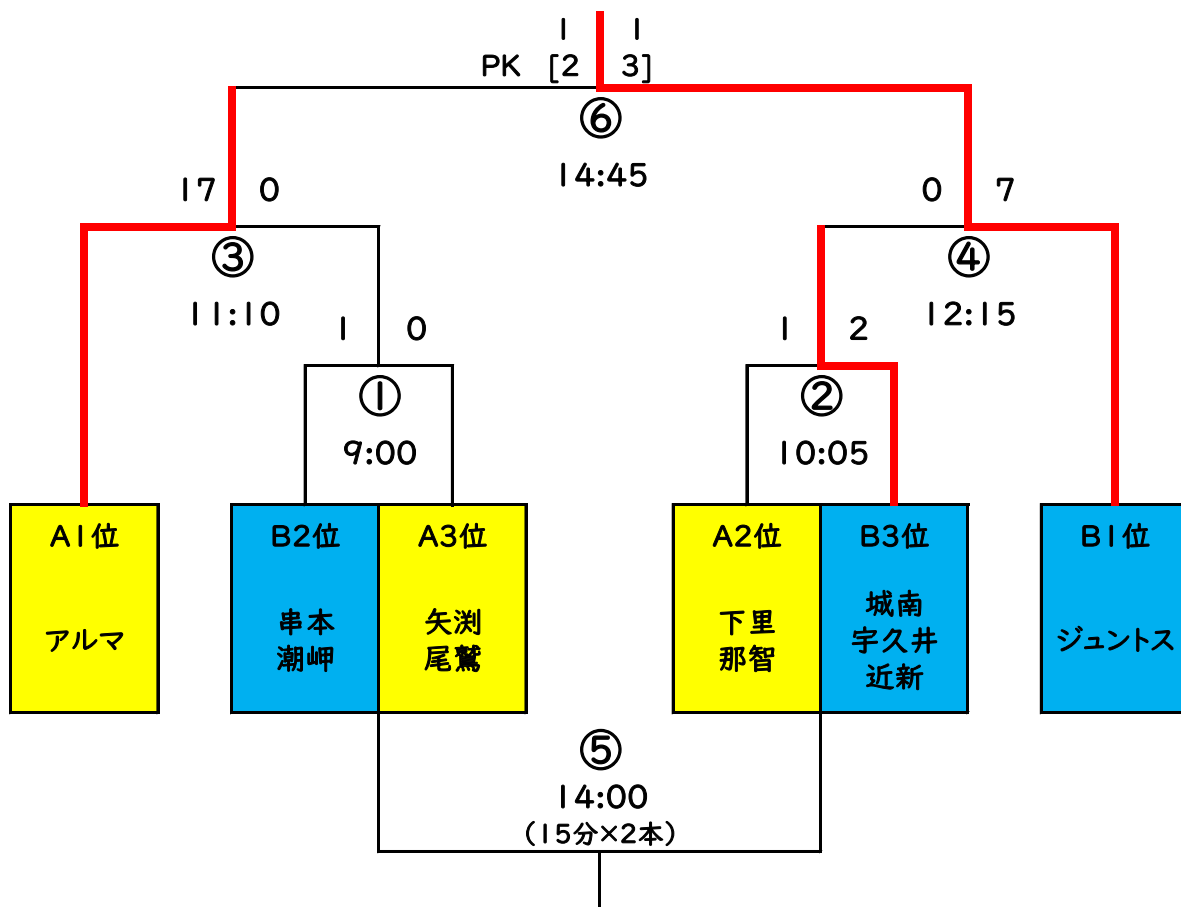 1 1
PK [2 3]
⑥
14:45
17 0
0 7
③
④
11:10
12:15
1 0
1 2
①
②
9:00
10:05
A1位
B2位
A3位
A2位
B3位
B1位
アルマ
串本
潮岬
矢渕
尾鷲
下里
那智
城南
宇久井
近新
ジュントス
⑤
14:00
(15分×2本)